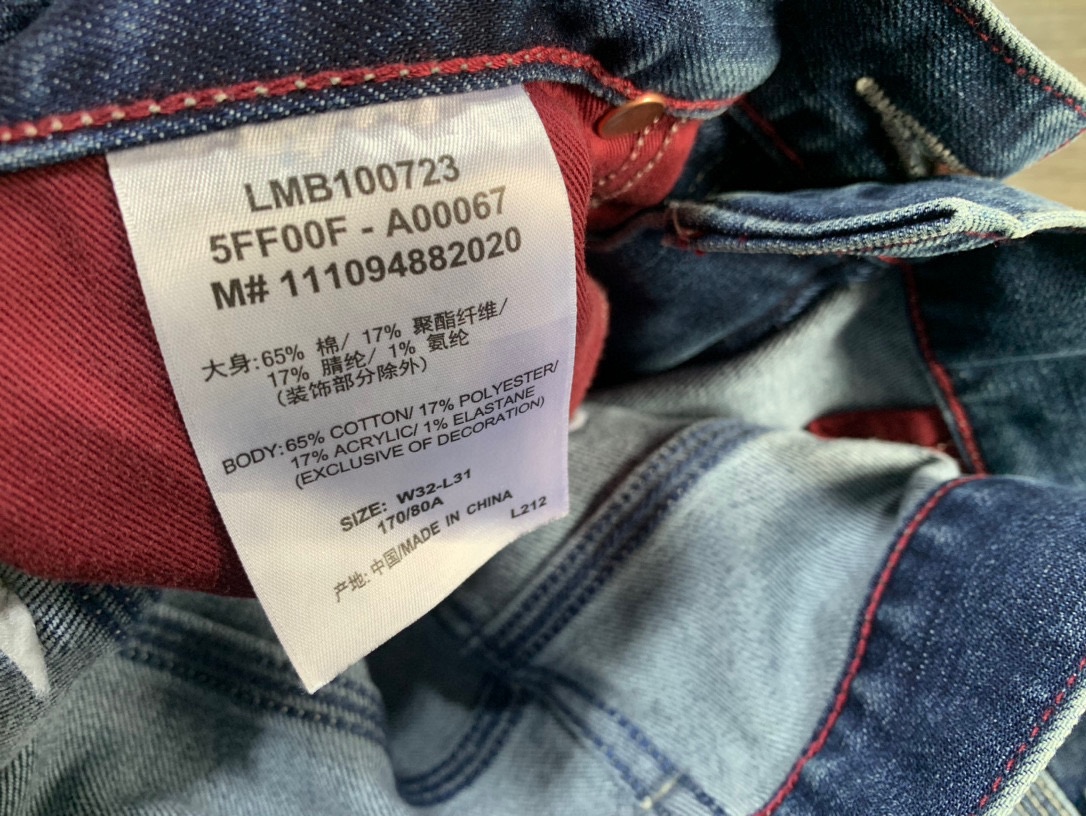 LMB100723
5FF00F - A00067
M# 111094882020
大身:65% 棉/ 17% 聚酯纤维/
17% 腈纶/ 1% 氨纶
(装饰部分除外)
BODY:65% COTTON/ 17% POLYESTER/
17% ACRYLIC/ 1% ELASTANE
(EXCLUSIVE OF DECORATION)
SIZE: W32-L31
170/80A
产地: 中国/MADE IN CHINA
L212